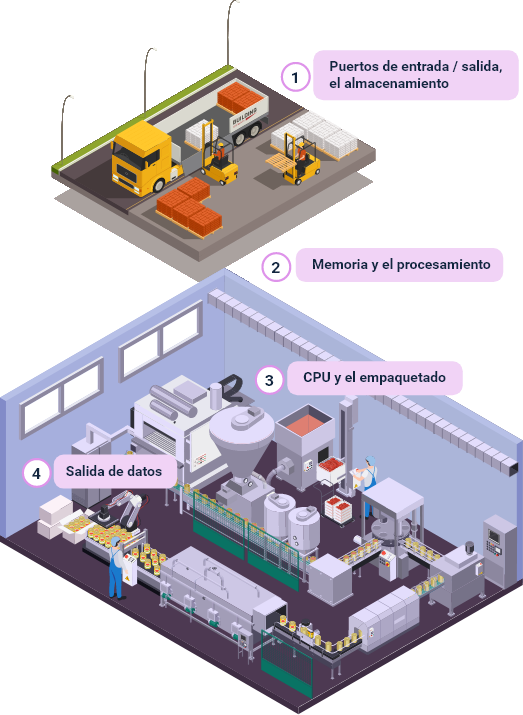 1
Puertos de entrada / salida,
el almacenamiento
BUILDING
2
Memoria y el procesamiento
3
CPU y el empaquetado
4
Salida de datos